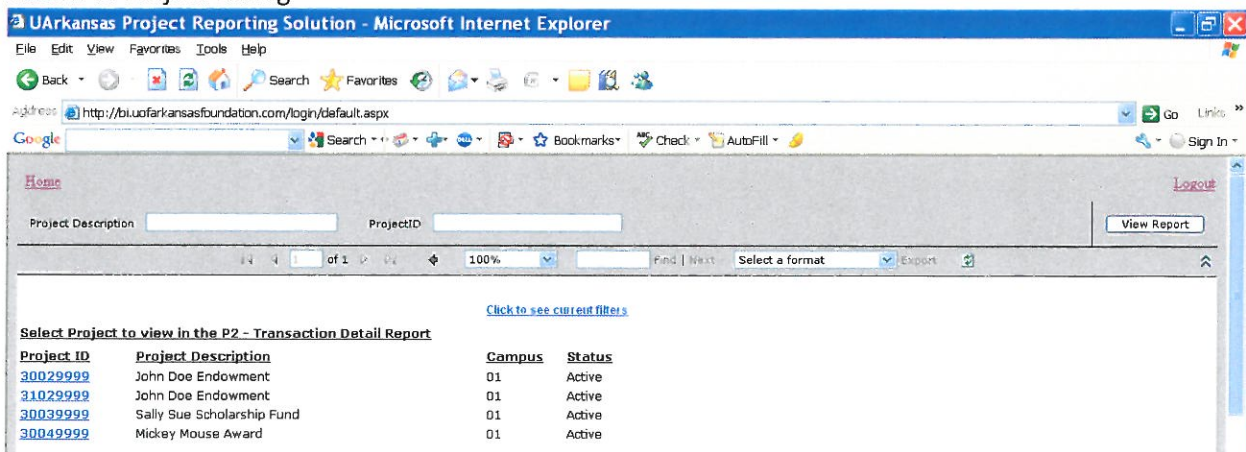 UArkansas Project Reporting Solution - Microsoft Internet Explorer
File Edit View Favorites Tools Help
Back Search Favorites
Address http://bi.uofarkansasfoundation.com/login/default.aspx Go Links »
Google Search Bookmarks Check AutoFill Sign In
Home Logout
Project Description ProjectID View Report
1 of 1 100% Find | Next Select a format Export
Click to see current filters
Select Project to view in the P2 - Transaction Detail Report
Project ID Project Description Campus Status
30029999 John Doe Endowment 01 Active
31029999 John Doe Endowment 01 Active
30039999 Sally Sue Scholarship Fund 01 Active
30049999 Mickey Mouse Award 01 Active